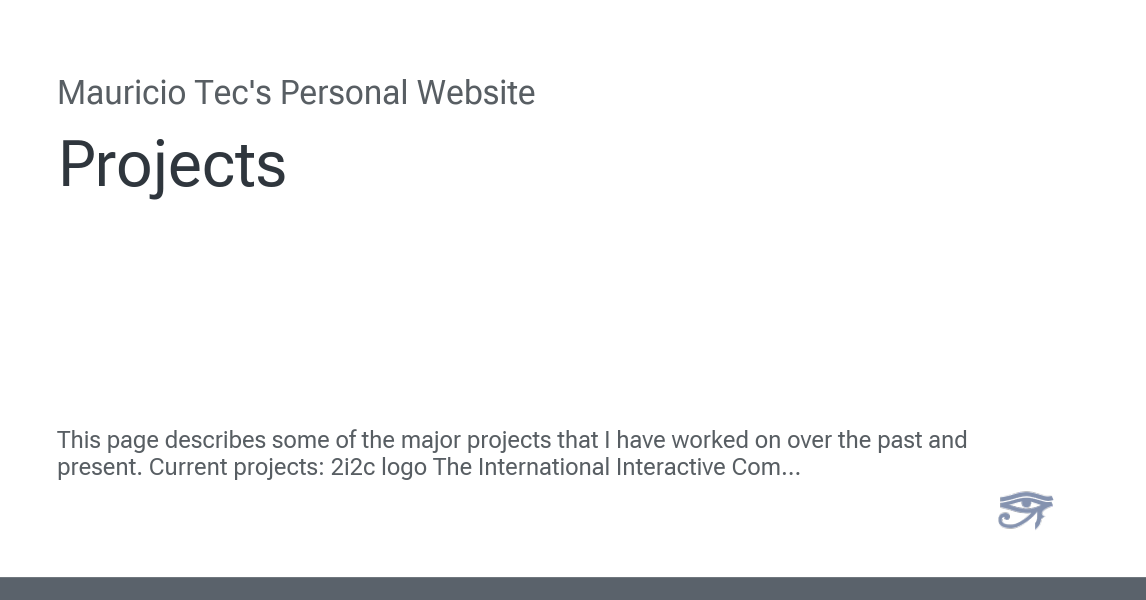 Mauricio Tec's Personal Website
Projects
This page describes some of the major projects that I have worked on over the past and
present. Current projects: 2i2c logo The International Interactive Com...